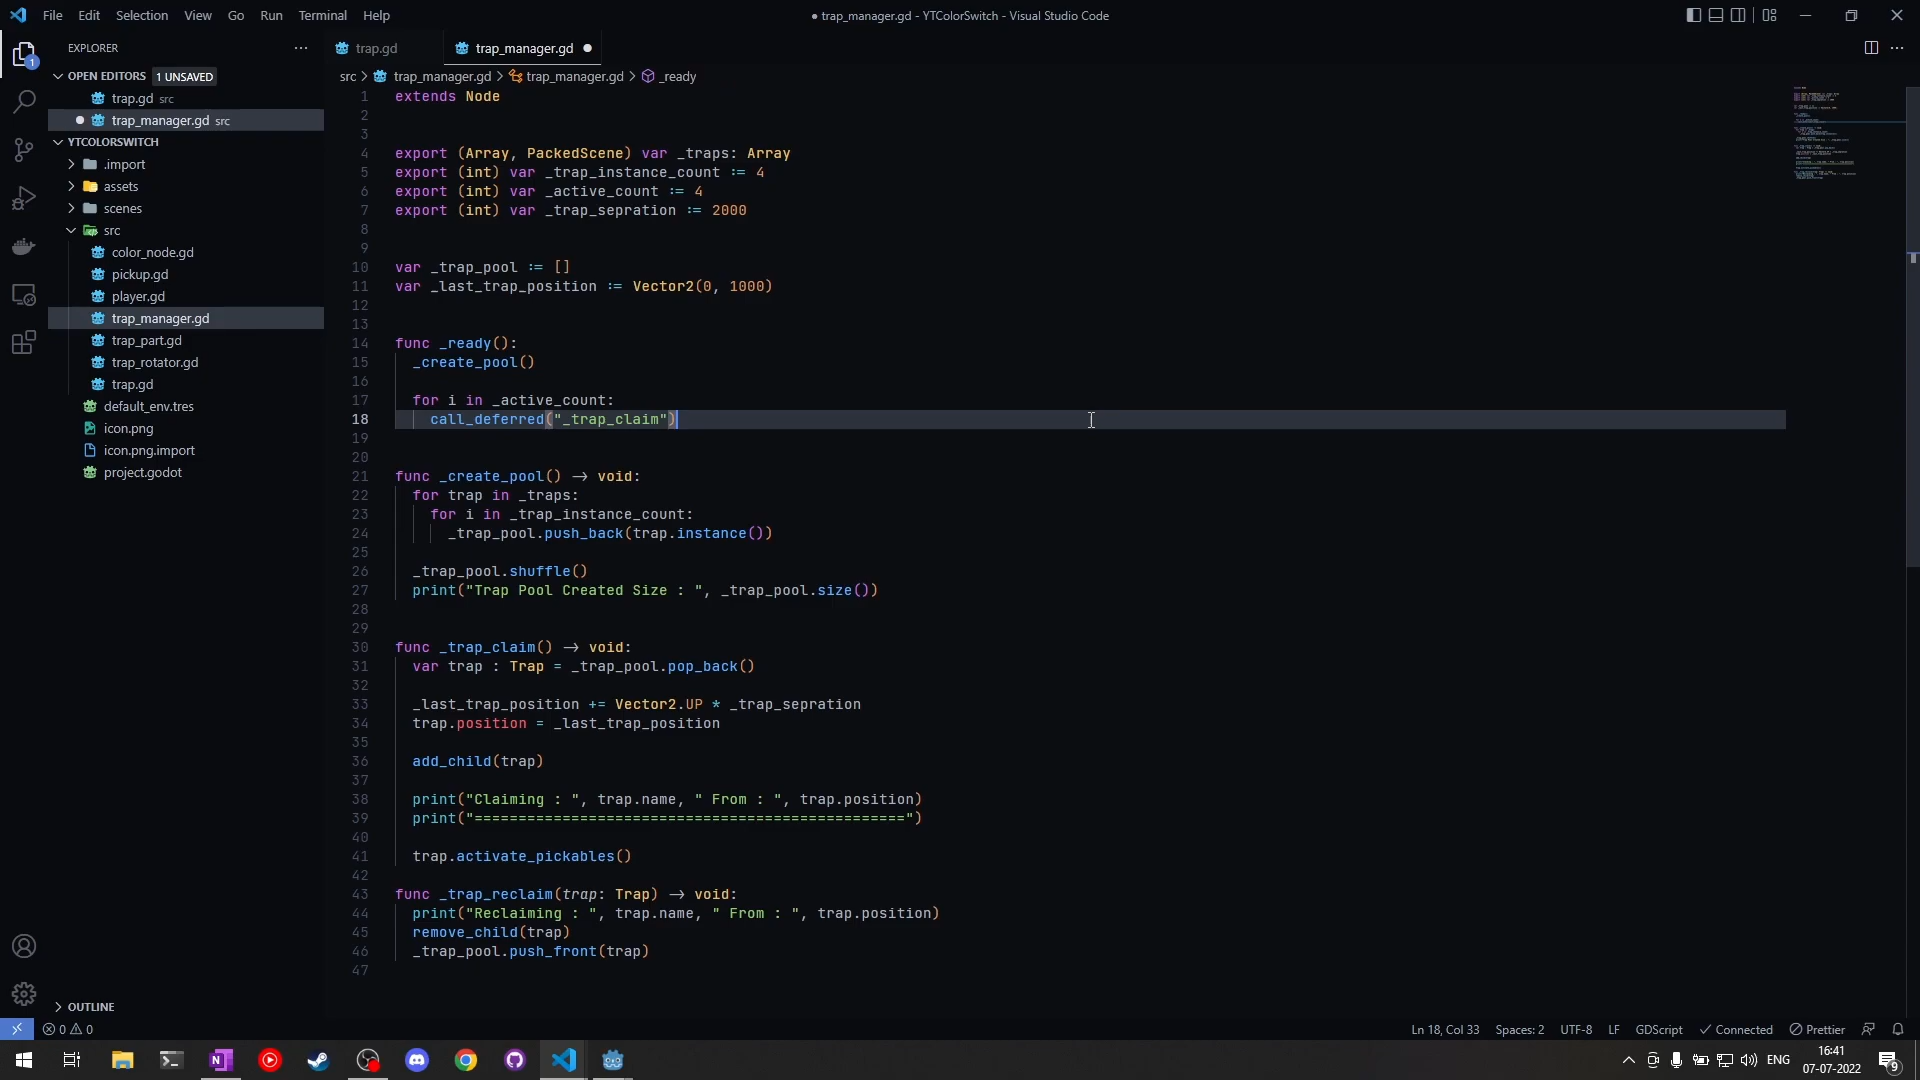 File Edit Selection View Go Run Terminal Help
● trap_manager.gd - YTColorSwitch - Visual Studio Code
EXPLORER
OPEN EDITORS 1 UNSAVED
trap.gd src
trap_manager.gd src
YTCOLORSWITCH
.import
assets
scenes
src
color_node.gd
pickup.gd
player.gd
trap_manager.gd
trap_part.gd
trap_rotator.gd
trap.gd
default_env.tres
icon.png
icon.png.import
project.godot
OUTLINE
1
trap.gd trap_manager.gd
src > trap_manager.gd > trap_manager.gd > _ready
1 extends Node
2
3
4 export (Array, PackedScene) var _traps: Array
5 export (int) var _trap_instance_count := 4
6 export (int) var _active_count := 4
7 export (int) var _trap_sepration := 2000
8
9
10 var _trap_pool := []
11 var _last_trap_position := Vector2(0, 1000)
12
13
14 func _ready():
15 _create_pool()
16
17 for i in _active_count:
18 call_deferred("_trap_claim")
19
20
21 func _create_pool() -> void:
22 for trap in _traps:
23 for i in _trap_instance_count:
24 _trap_pool.push_back(trap.instance())
25
26 _trap_pool.shuffle()
27 print("Trap Pool Created Size : ", _trap_pool.size())
28
29
30 func _trap_claim() -> void:
31 var trap : Trap = _trap_pool.pop_back()
32
33 _last_trap_position += Vector2.UP * _trap_sepration
34 trap.position = _last_trap_position
35
36 add_child(trap)
37
38 print("Claiming : ", trap.name, " From : ", trap.position)
39 print("=================================================")
40
41 trap.activate_pickables()
42
43 func _trap_reclaim(trap: Trap) -> void:
44 print("Reclaiming : ", trap.name, " From : ", trap.position)
45 remove_child(trap)
46 _trap_pool.push_front(trap)
47
0 0
Ln 18, Col 33 Spaces: 2 UTF-8 LF GDScript Connected Prettier
ENG
16:41
07-07-2022
9